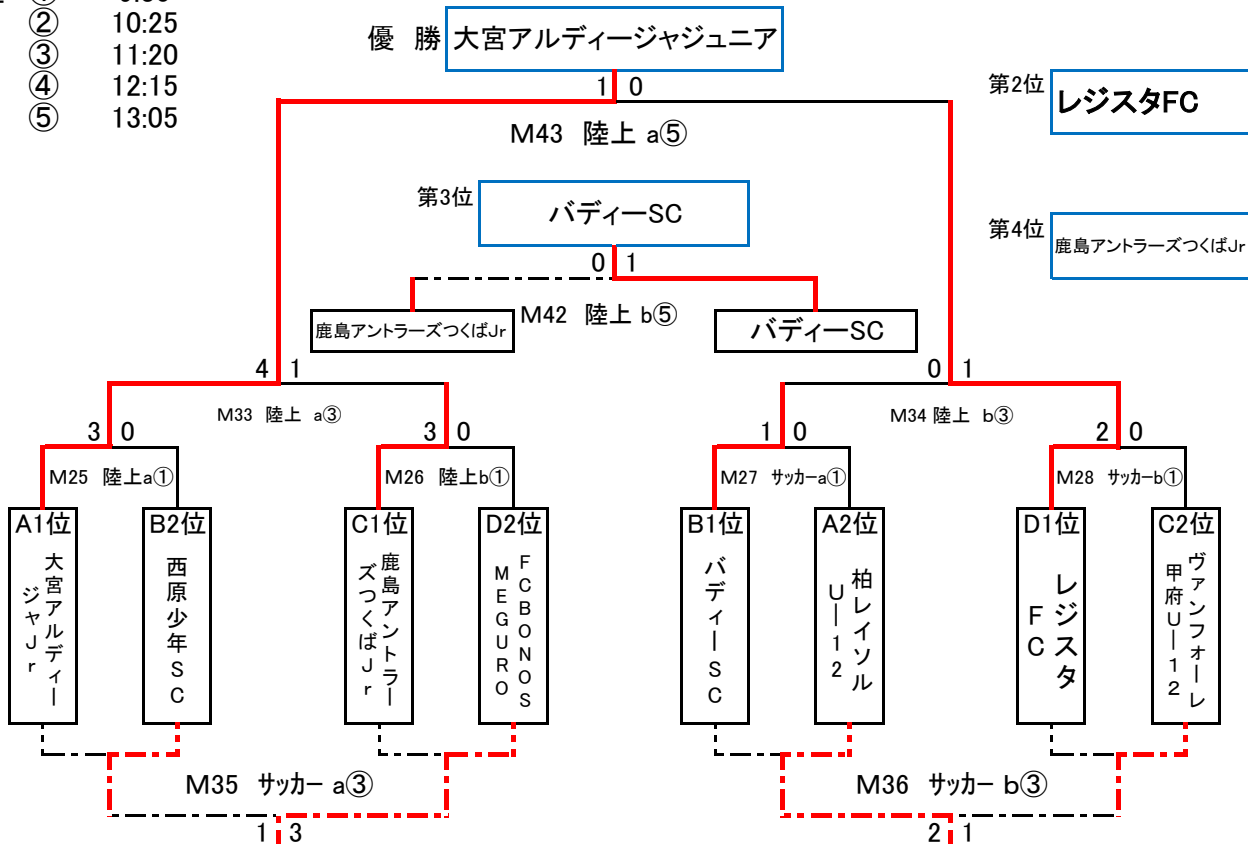 ②　10:25
③　11:20
④　12:15
⑤　13:05
優 勝 大宮アルディージャジュニア
1 0
M43 陸上 a⑤
第2位 レジスタFC
第3位 バディーSC
0 1
第4位 鹿島アントラーズつくばJr
M42 陸上 b⑤
鹿島アントラーズつくばJr
バディーSC
4 1
0 1
M33 陸上 a③
M34 陸上 b③
3 0
3 0
1 0
2 0
M25 陸上a①
M26 陸上b①
M27 サッカーa①
M28 サッカーb①
A1位
大宮アルディー
ジャJr
B2位
西原少年SC
C1位
鹿島アントラー
ズつくばJr
D2位
FCBONOS
MEGURO
B1位
バディーSC
A2位
柏レイソル
U―12
D1位
レジスタ
FC
C2位
ヴァンフォーレ
甲府U―12
M35 サッカー a③
M36 サッカー b③
1 3
2 1